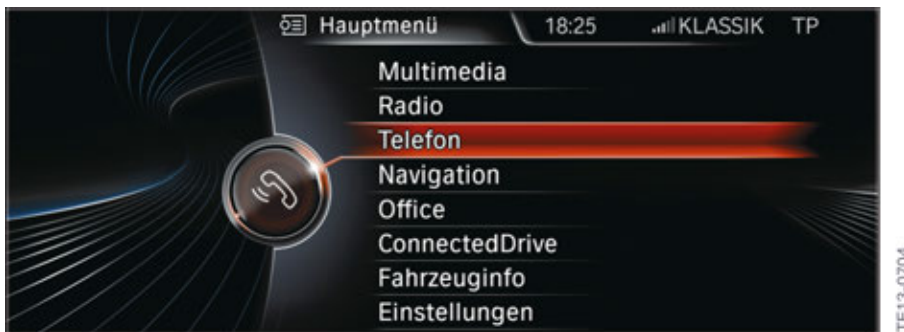 Hauptmenü 18:25 KLASSIK TP
Multimedia
Radio
Telefon
Navigation
Office
ConnectedDrive
Fahrzeuginfo
Einstellungen
TE13-0704